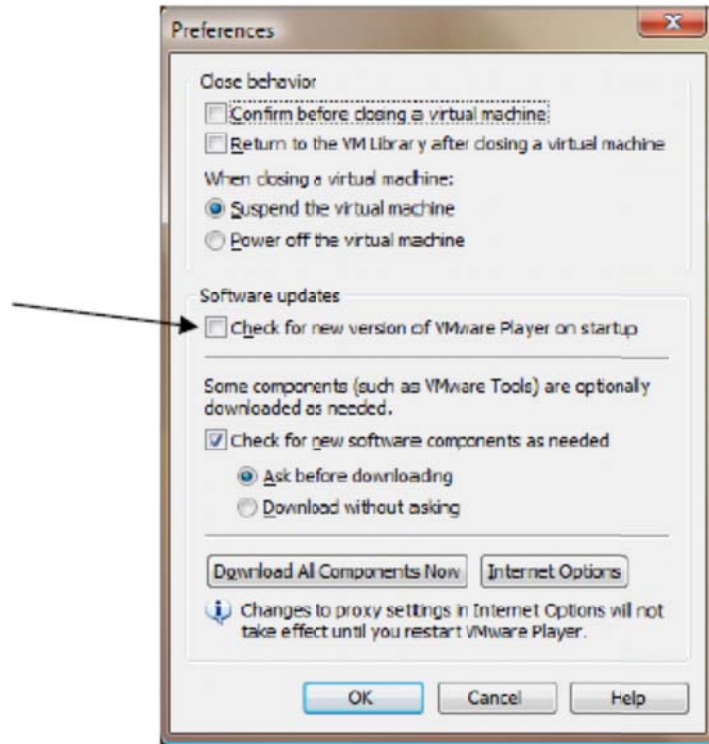 Preferences
Close behavior
Confirm before closing a virtual machine
Return to the VM Library after closing a virtual machine
When closing a virtual machine:
Suspend the virtual machine
Power off the virtual machine
Software updates
Check for new version of VMware Player on startup
Some components (such as VMware Tools) are optionally
downloaded as needed.
Check for new software components as needed
Ask before downloading
Download without asking
Download All Components Now Internet Options
Changes to proxy settings in Internet Options will not
take effect until you restart VMware Player.
OK Cancel Help